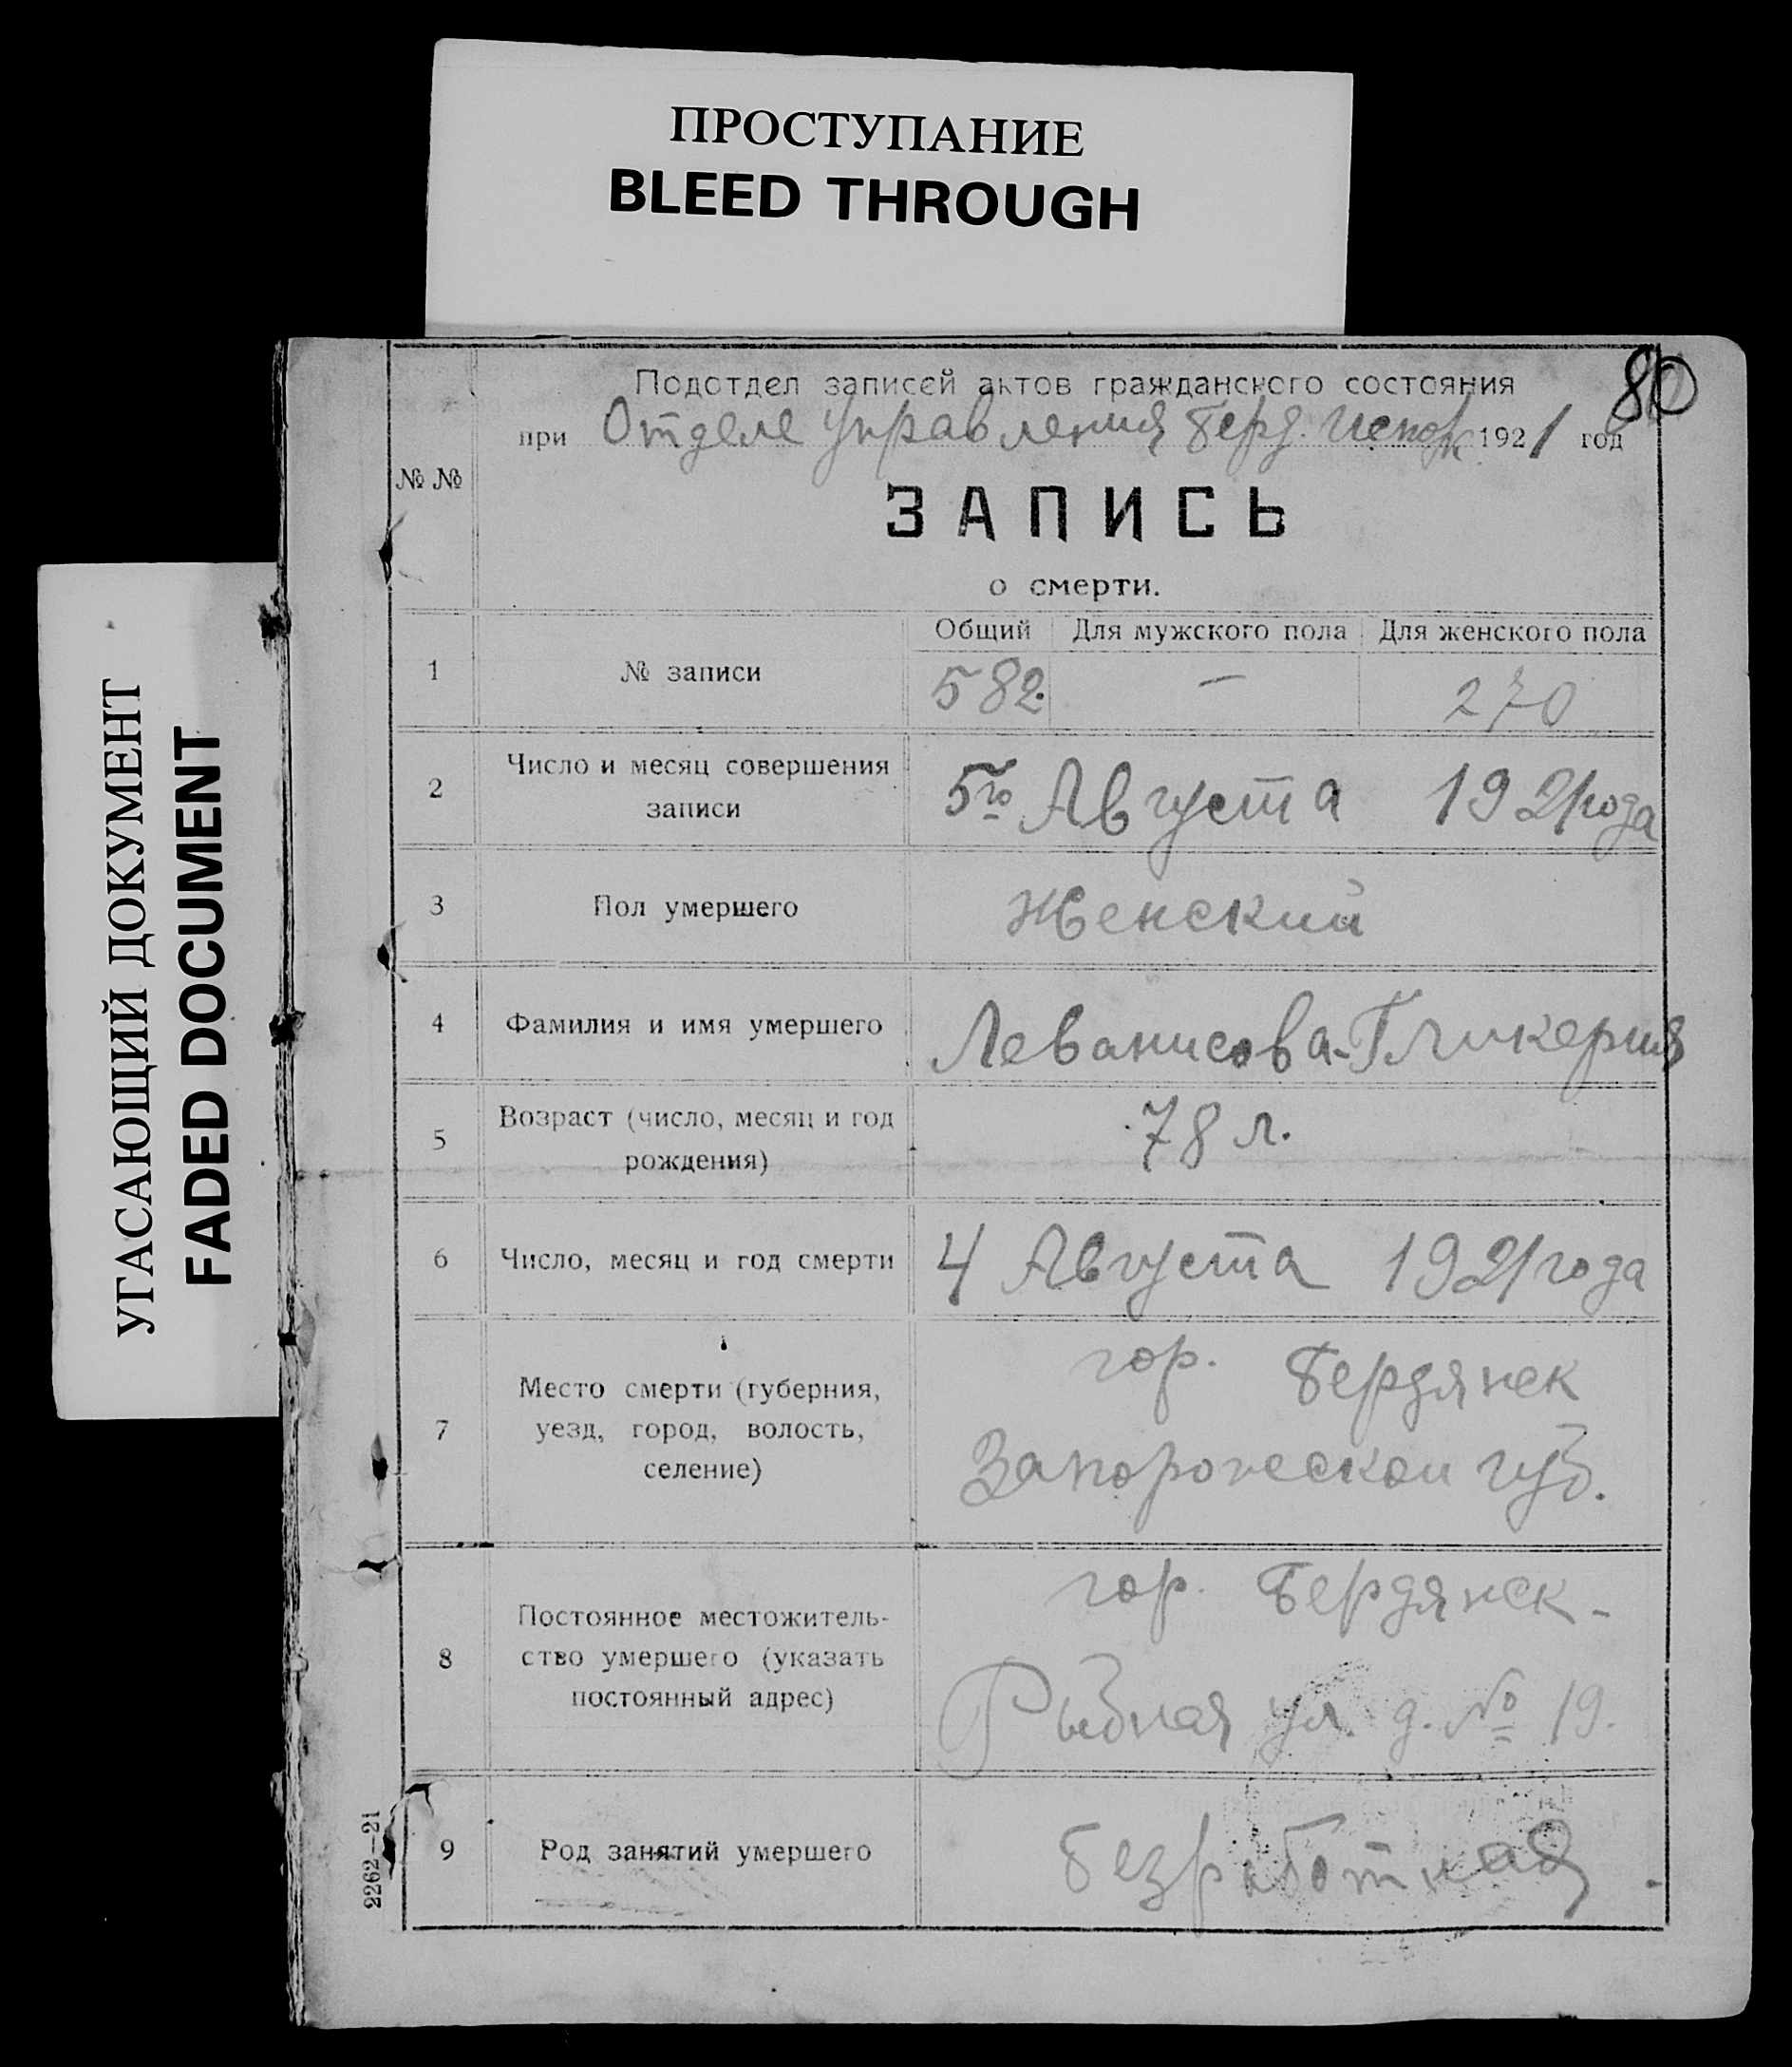 ПРОСТУПАНИЕ
BLEED THROUGH
УГАСАЮЩИЙ ДОКУМЕНТ
FADED DOCUMENT
80
Подотдел записей актов гражданского состояния
при Отделе Управления Берд. Исполк 1921 год
№ №
ЗАПИСЬ
о смерти.
Общий Для мужского пола Для женского пола
1 № записи 582. — 270
2 Число и месяц совершения записи 5го Августа 1921 года
3 Пол умершего Женский
4 Фамилия и имя умершего Леванисова-Гликерия
5 Возраст (число, месяц и год рождения) 78 л.
6 Число, месяц и год смерти 4 Августа 1921 года
7 Место смерти (губерния, уезд, город, волость, селение)
гор. Бердянск
Запорожской губ.
8 Постоянное местожитель-
ство умершего (указать
постоянный адрес)
гор. Бердянск-
Рыбная ул. д. № 19.
9 Род занятий умершего безработная
2262—21